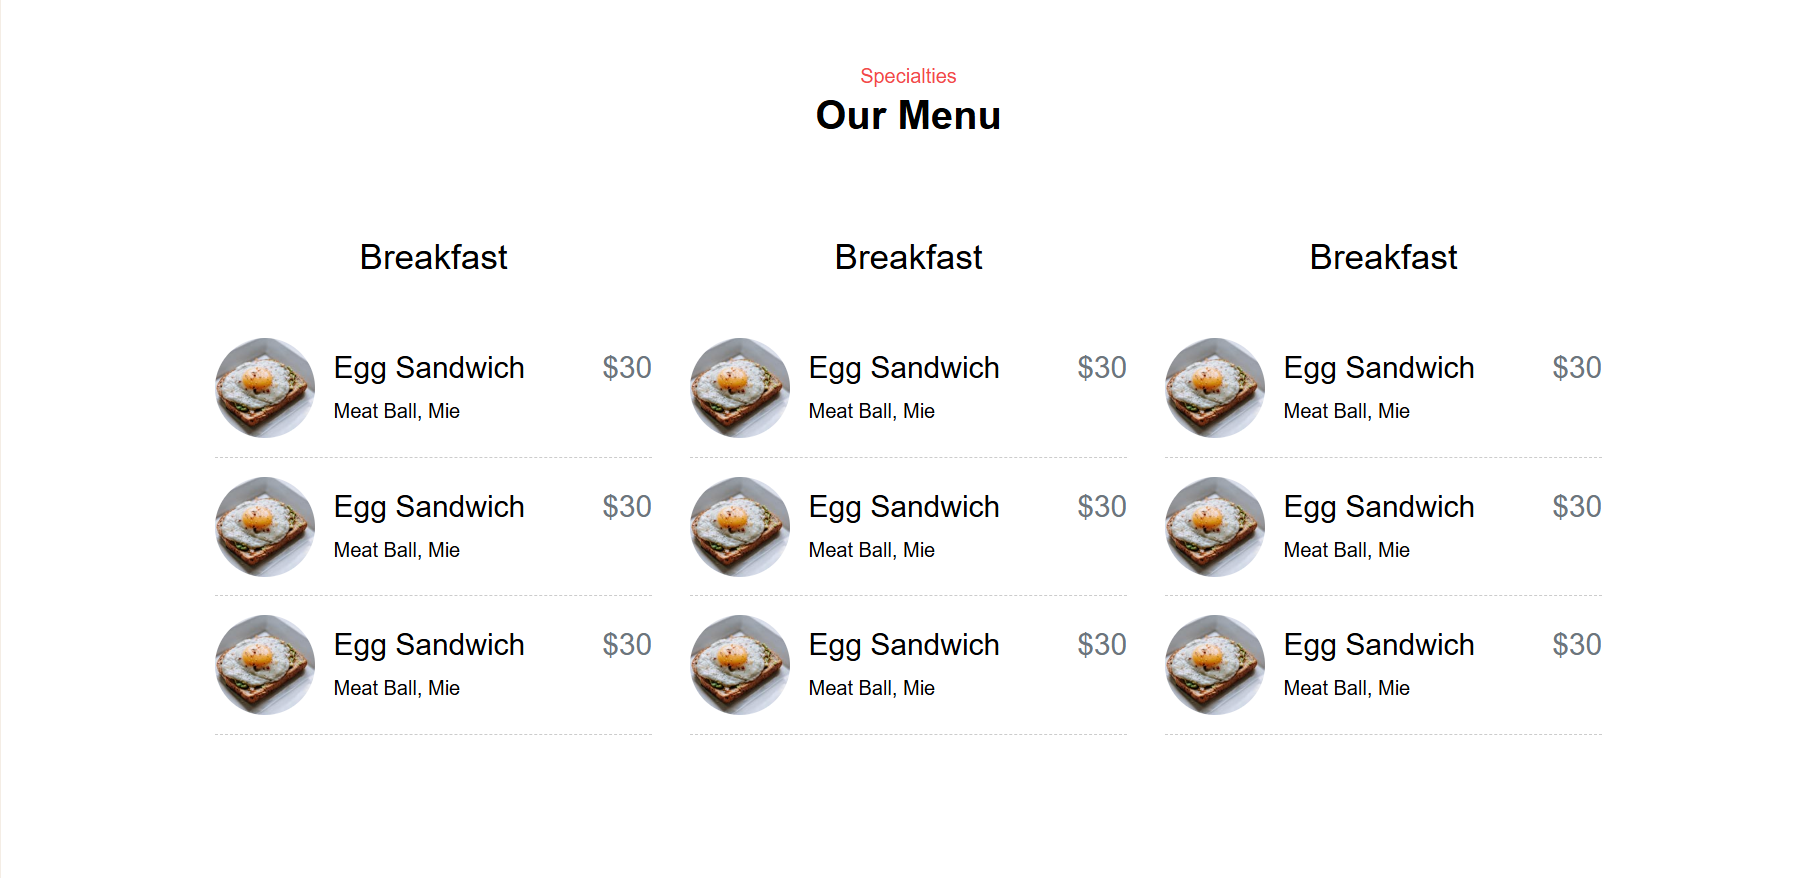 Specialties
Our Menu
Breakfast
Egg Sandwich $30
Meat Ball, Mie
Egg Sandwich $30
Meat Ball, Mie
Egg Sandwich $30
Meat Ball, Mie
Breakfast
Egg Sandwich $30
Meat Ball, Mie
Egg Sandwich $30
Meat Ball, Mie
Egg Sandwich $30
Meat Ball, Mie
Breakfast
Egg Sandwich $30
Meat Ball, Mie
Egg Sandwich $30
Meat Ball, Mie
Egg Sandwich $30
Meat Ball, Mie